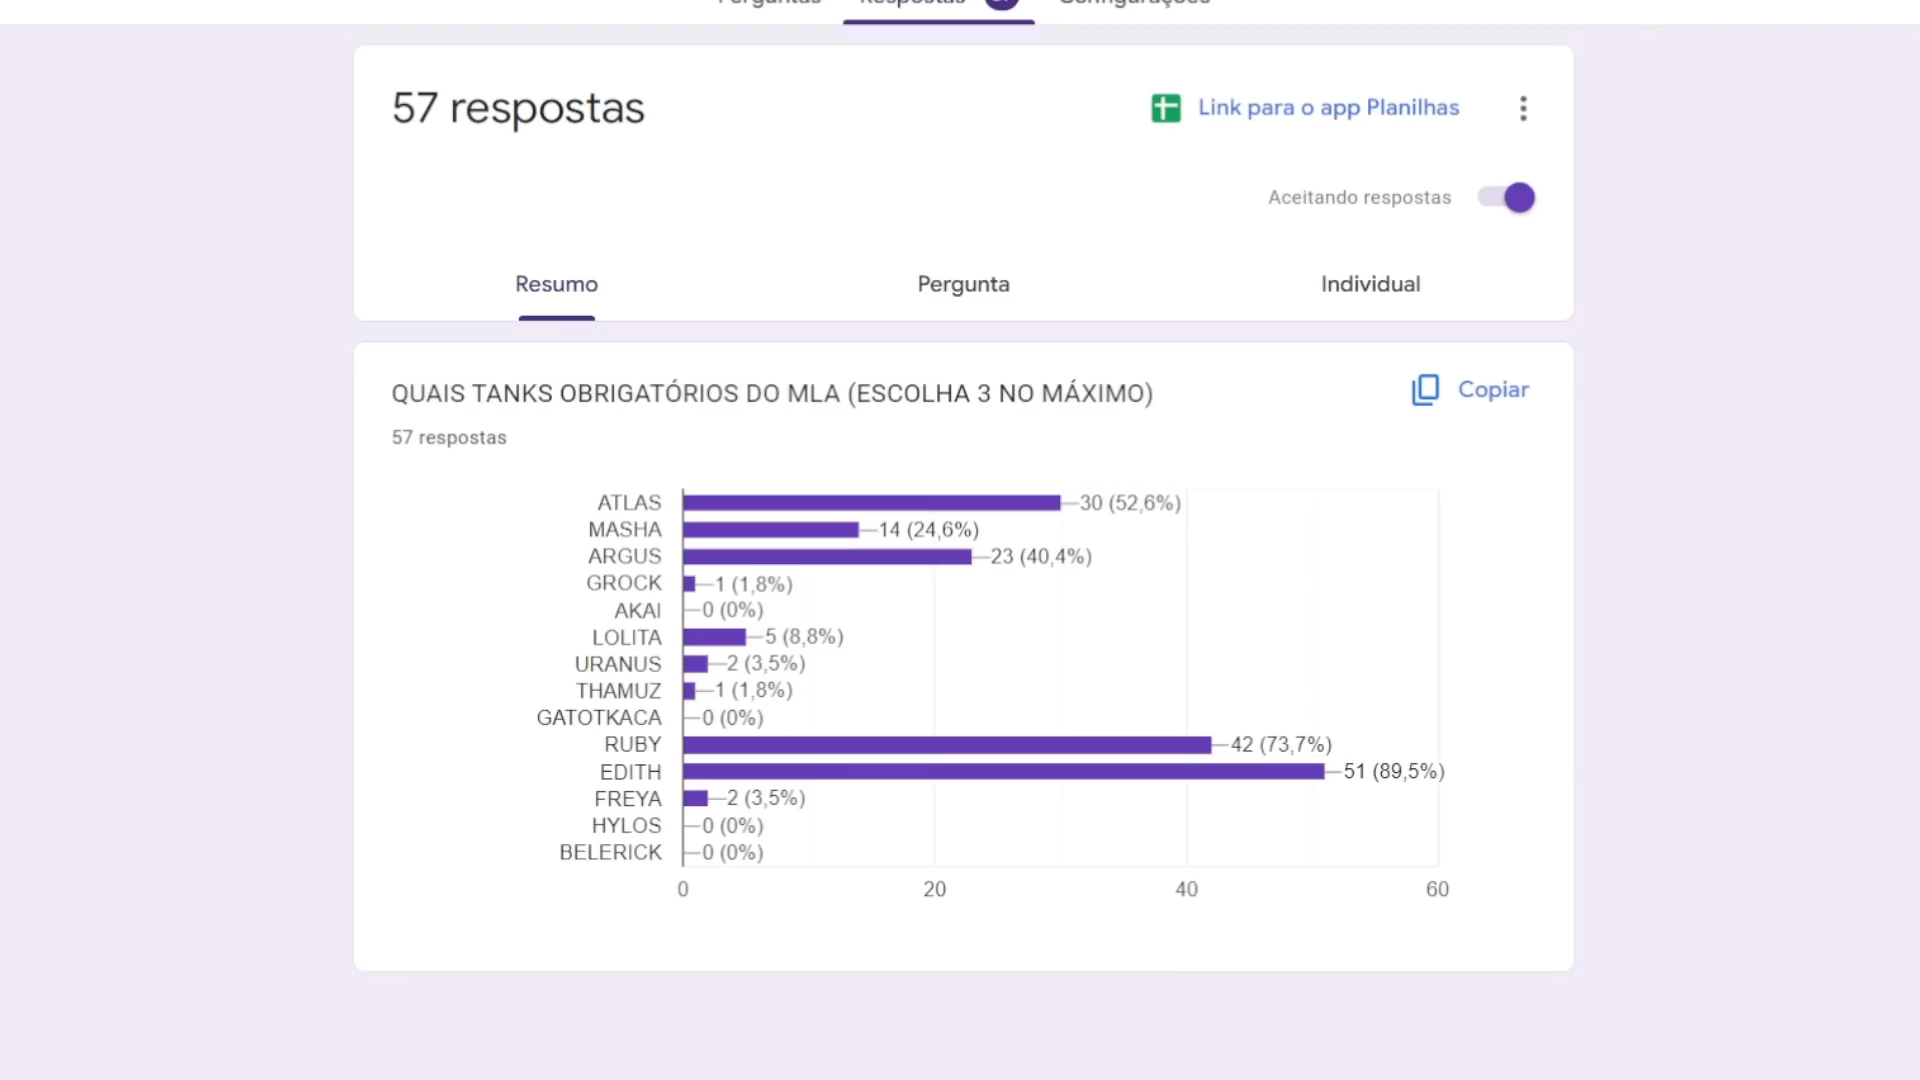 57 respostas
Link para o app Planilhas
Aceitando respostas
Resumo
Pergunta
Individual
QUAIS TANKS OBRIGATÓRIOS DO MLA (ESCOLHA 3 NO MÁXIMO)
Copiar
57 respostas
ATLAS 30 (52,6%)
MASHA 14 (24,6%)
ARGUS 23 (40,4%)
GROCK 1 (1,8%)
AKAI 0 (0%)
LOLITA 5 (8,8%)
URANUS 2 (3,5%)
THAMUZ 1 (1,8%)
GATOTKACA 0 (0%)
RUBY 42 (73,7%)
EDITH 51 (89,5%)
FREYA 2 (3,5%)
HYLOS 0 (0%)
BELERICK 0 (0%)
0 20 40 60